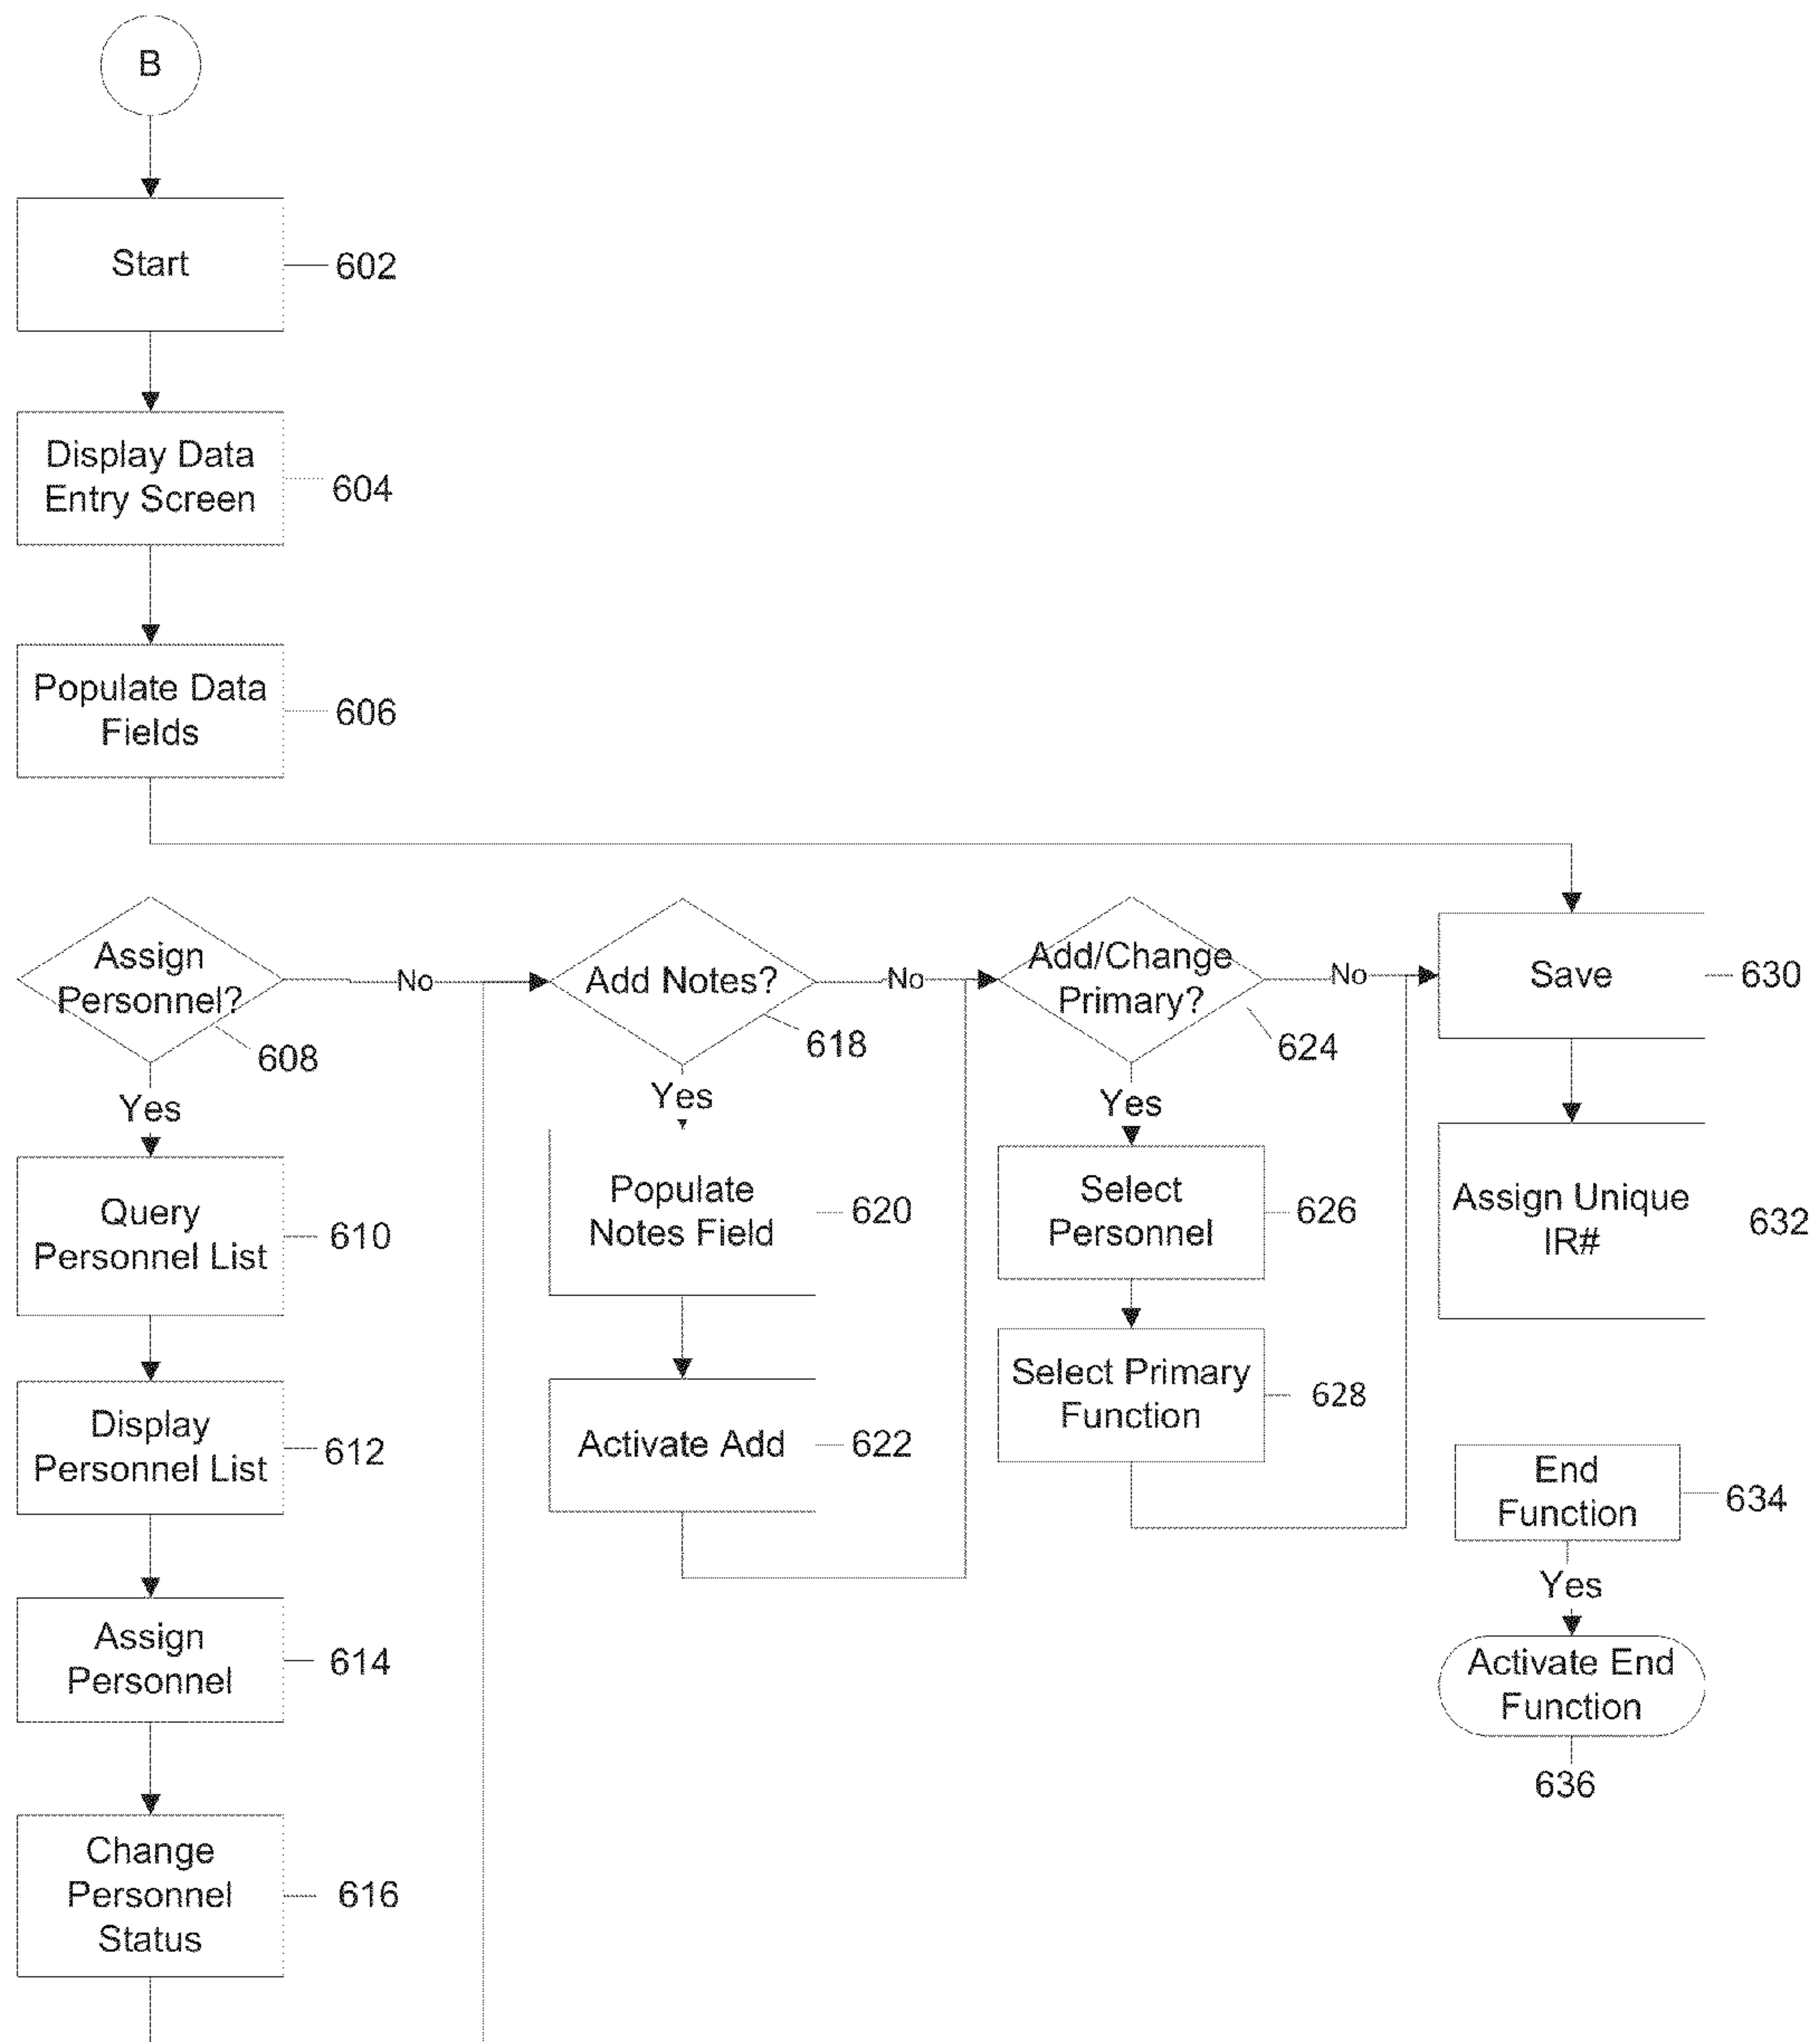 B
Start
602
Display Data
Entry Screen
604
Populate Data
Fields
606
Assign
Personnel?
608
No
Add Notes?
618
No
Add/Change
Primary?
624
No
Save
630
Yes
Query
Personnel List
610
Display
Personnel List
612
Assign
Personnel
614
Change
Personnel
Status
616
Yes
Populate
Notes Field
620
Activate Add
622
Yes
Select
Personnel
626
Select Primary
Function
628
Assign Unique
IR#
632
End
Function
634
Yes
Activate End
Function
636